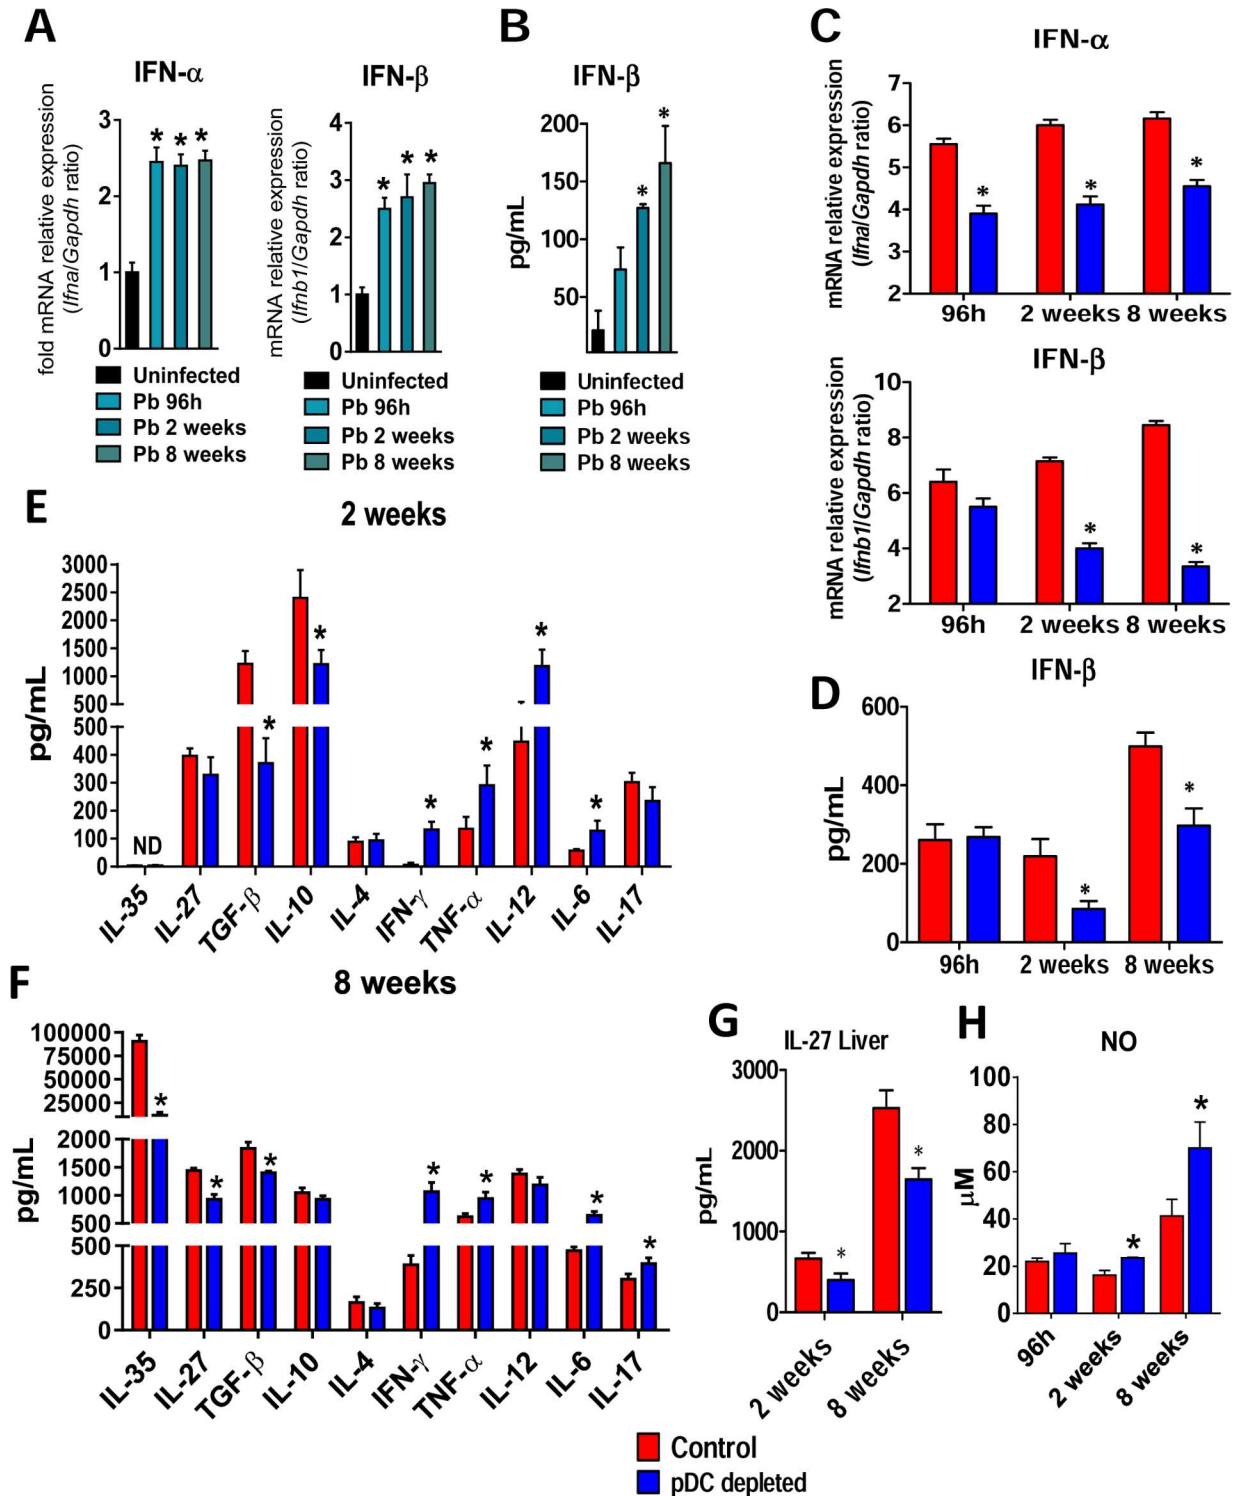 A
IFN-α
fold mRNA relative expression
(Ifna/Gapdh ratio)
3
2
1
0
*
*
*
Uninfected
Pb 96h
Pb 2 weeks
Pb 8 weeks
IFN-β
mRNA relative expression
(Ifnb1/Gapdh ratio)
4
3
2
1
0
*
*
*
Uninfected
Pb 96h
Pb 2 weeks
Pb 8 weeks
B
IFN-β
pg/mL
200
150
100
50
*
*
Uninfected
Pb 96h
Pb 2 weeks
Pb 8 weeks
C
IFN-α
mRNA relative expression
(Ifna/Gapdh ratio)
7
6
5
4
3
2
*
*
*
96h
2 weeks
8 weeks
IFN-β
mRNA relative expression
(Ifnb1/Gapdh ratio)
10
8
6
4
2
*
*
96h
2 weeks
8 weeks
D
IFN-β
pg/mL
600
400
200
0
*
*
96h
2 weeks
8 weeks
E
2 weeks
pg/mL
3000
2500
2000
1500
1000
500
500
400
300
200
100
0
ND
*
*
*
*
*
*
IL-35
IL-27
TGF-β
IL-10
IL-4
IFN-γ
TNF-α
IL-12
IL-6
IL-17
F
8 weeks
pg/mL
100000
75000
50000
25000
2000
1500
1000
500
500
250
0
*
*
*
*
*
*
*
IL-35
IL-27
TGF-β
IL-10
IL-4
IFN-γ
TNF-α
IL-12
IL-6
IL-17
G
IL-27 Liver
pg/mL
3000
2000
1000
0
*
*
2 weeks
8 weeks
H
NO
µM
100
80
60
40
20
0
*
*
96h
2 weeks
8 weeks
Control
pDC depleted